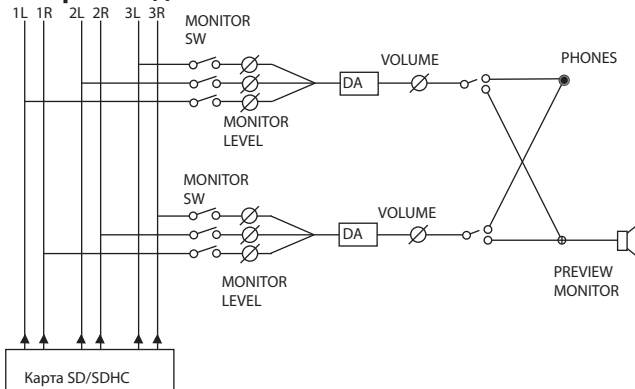 1L 1R 2L 2R 3L 3R
MONITOR
SW
VOLUME
PHONES
DA
MONITOR
LEVEL
MONITOR
SW
VOLUME
DA
MONITOR
LEVEL
PREVIEW
MONITOR
Карта SD/SDHC